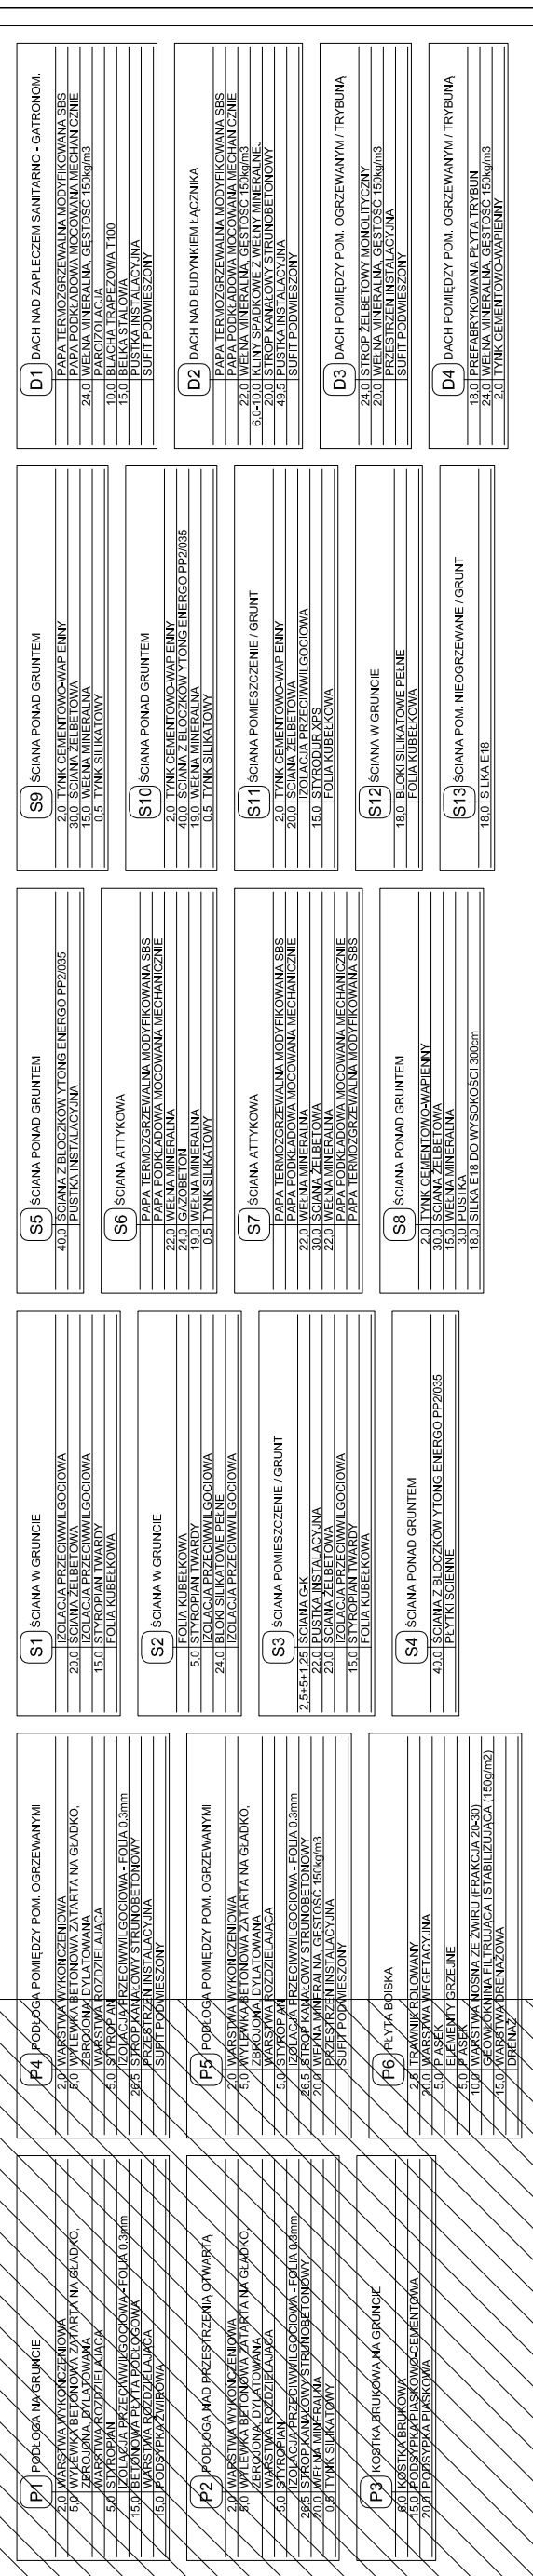 P1 PODŁOGA NA GRUNCIE
2,0 WARSTWA WYKOŃCZENIOWA
5,0 WYLEWKA BETONOWA ZATARTA NA GŁADKO,
ZBROJONA, DYLATOWANA
WARSTWA ROZDZIELAJĄCA
5,0 STYROPIAN
IZOLACJA PRZECIWWILGOCIOWA - FOLIA 0,3mm
15,0 BETONOWA PŁYTA PODŁOGOWA
WARSTWA ROZDZIELAJĄCA
15,0 PODSYPKA ŻWIROWA
P2 PODŁOGA NAD PRZESTRZENIĄ OTWARTĄ
2,0 WARSTWA WYKOŃCZENIOWA
5,0 WYLEWKA BETONOWA ZATARTA NA GŁADKO,
ZBROJONA, DYLATOWANA
WARSTWA ROZDZIELAJĄCA
5,0 STYROPIAN
IZOLACJA PRZECIWWILGOCIOWA - FOLIA 0,3mm
26,5 STROP KANAŁOWY STRUNOBETONOWY
20,0 WEŁNA MINERALNA
0,5 TYNK SILIKATOWY
P3 KOSTKA BRUKOWA NA GRUNCIE
6,0 KOSTKA BRUKOWA
15,0 PODSYPKA PIASKOWO-CEMENTOWA
20,0 PODSYPKA PIASKOWA
P4 PODŁOGA POMIĘDZY POM. OGRZEWANYMI
2,0 WARSTWA WYKOŃCZENIOWA
5,0 WYLEWKA BETONOWA ZATARTA NA GŁADKO,
ZBROJONA, DYLATOWANA
WARSTWA ROZDZIELAJĄCA
5,0 STYROPIAN
IZOLACJA PRZECIWWILGOCIOWA - FOLIA 0,3mm
26,5 STROP KANAŁOWY STRUNOBETONOWY
PRZESTRZEŃ INSTALACYJNA
SUFIT PODWIESZONY
P5 PODŁOGA POMIĘDZY POM. OGRZEWANYMI
2,0 WARSTWA WYKOŃCZENIOWA
5,0 WYLEWKA BETONOWA ZATARTA NA GŁADKO,
ZBROJONA, DYLATOWANA
WARSTWA ROZDZIELAJĄCA
5,0 STYROPIAN
IZOLACJA PRZECIWWILGOCIOWA - FOLIA 0,3mm
26,5 STROP KANAŁOWY STRUNOBETONOWY
20,0 WEŁNA MINERALNA, GĘSTOŚĆ 150kg/m3
PRZESTRZEŃ INSTALACYJNA
SUFIT PODWIESZONY
P6 PŁYTA BOISKA
2,5 TRAWNIK ROLOWANY
20,0 WARSTWA WEGETACYJNA
5,0 PIASEK
ELEMENTY GRZEJNE
5,0 PIASEK
10,0 WARSTWA NOŚNA ZE ŻWIRU (FRAKCJA 20-30)
GEOWŁÓKNINA FILTRUJĄCA I STABILIZUJĄCA (150g/m2)
15,0 WARSTWA DRENAŻOWA
DRENAŻ
S1 ŚCIANA W GRUNCIE
IZOLACJA PRZECIWWILGOCIOWA
20,0 ŚCIANA ŻELBETOWA
IZOLACJA PRZECIWWILGOCIOWA
15,0 STYROPIAN TWARDY
FOLIA KUBEŁKOWA
S2 ŚCIANA W GRUNCIE
FOLIA KUBEŁKOWA
5,0 STYROPIAN TWARDY
IZOLACJA PRZECIWWILGOCIOWA
24,0 BLOKI SILIKATOWE PEŁNE
IZOLACJA PRZECIWWILGOCIOWA
S3 ŚCIANA POMIESZCZENIE / GRUNT
2,5+5+1,25 ŚCIANA G-K
22,0 PUSTKA INSTALACYJNA
20,0 ŚCIANA ŻELBETOWA
IZOLACJA PRZECIWWILGOCIOWA
15,0 STYROPIAN TWARDY
FOLIA KUBEŁKOWA
S4 ŚCIANA PONAD GRUNTEM
40,0 ŚCIANA Z BLOCZKÓW YTONG ENERGO PP2/035
PŁYTKI ŚCIENNE
S5 ŚCIANA PONAD GRUNTEM
40,0 ŚCIANA Z BLOCZKÓW YTONG ENERGO PP2/035
PUSTKA INSTALACYJNA
S6 ŚCIANA ATTYKOWA
PAPA TERMOZGRZEWALNA MODYFIKOWANA SBS
PAPA PODKŁADOWA MOCOWANA MECHANICZNIE
22,0 WEŁNA MINERALNA
24,0 GAZOBETON
19,0 WEŁNA MINERALNA
0,5 TYNK SILIKATOWY
S7 ŚCIANA ATTYKOWA
PAPA TERMOZGRZEWALNA MODYFIKOWANA SBS
PAPA PODKŁADOWA MOCOWANA MECHANICZNIE
22,0 WEŁNA MINERALNA
30,0 ŚCIANA ŻELBETOWA
22,0 WEŁNA MINERALNA
PAPA PODKŁADOWA MOCOWANA MECHANICZNIE
PAPA TERMOZGRZEWALNA MODYFIKOWANA SBS
S8 ŚCIANA PONAD GRUNTEM
2,0 TYNK CEMENTOWO-WAPIENNY
30,0 ŚCIANA ŻELBETOWA
15,0 WEŁNA MINERALNA
3,0 PUSTKA
18,0 SILKA E18 DO WYSOKOŚCI 300cm
S9 ŚCIANA PONAD GRUNTEM
2,0 TYNK CEMENTOWO-WAPIENNY
30,0 ŚCIANA ŻELBETOWA
15,0 WEŁNA MINERALNA
0,5 TYNK SILIKATOWY
S10 ŚCIANA PONAD GRUNTEM
2,0 TYNK CEMENTOWO-WAPIENNY
40,0 ŚCIANA Z BLOCZKÓW YTONG ENERGO PP2/035
19,0 WEŁNA MINERALNA
0,5 TYNK SILIKATOWY
S11 ŚCIANA POMIESZCZENIE / GRUNT
2,0 TYNK CEMENTOWO-WAPIENNY
20,0 ŚCIANA ŻELBETOWA
IZOLACJA PRZECIWWILGOCIOWA
15,0 STYRODUR XPS
FOLIA KUBEŁKOWA
S12 ŚCIANA W GRUNCIE
18,0 BLOKI SILIKATOWE PEŁNE
FOLIA KUBEŁKOWA
S13 ŚCIANA POM. NIEOGRZEWANE / GRUNT
18,0 SILKA E18
D1 DACH NAD ZAPLECZEM SANITARNO - GATRONOM.
PAPA TERMOZGRZEWALNA MODYFIKOWANA SBS
PAPA PODKŁADOWA MOCOWANA MECHANICZNIE
24,0 WEŁNA MINERALNA, GĘSTOŚĆ 150kg/m3
PAROIZOLACJA
10,0 BLACHA TRAPEZOWA T100
15,0 BELKA STALOWA
PUSTKA INSTALACYJNA
SUFIT PODWIESZONY
D2 DACH NAD BUDYNKIEM ŁĄCZNIKA
PAPA TERMOZGRZEWALNA MODYFIKOWANA SBS
PAPA PODKŁADOWA MOCOWANA MECHANICZNIE
22,0 WEŁNA MINERALNA, GĘSTOŚĆ 150kg/m3
6,0-10,0 KLINY SPADKOWE Z WEŁNY MINERALNEJ
20,0 STROP KANAŁOWY STRUNOBETONOWY
49,5 PUSTKA INSTALACYJNA
SUFIT PODWIESZONY
D3 DACH POMIĘDZY POM. OGRZEWANYM / TRYBUNĄ
24,0 STROP ŻELBETOWY MONOLITYCZNY
20,0 WEŁNA MINERALNA, GĘSTOŚĆ 150kg/m3
PRZESTRZEŃ INSTALACYJNA
SUFIT PODWIESZONY
D4 DACH POMIĘDZY POM. OGRZEWANYM / TRYBUNĄ
18,0 PREFABRYKOWANA PŁYTA TRYBUN
24,0 WEŁNA MINERALNA, GĘSTOŚĆ 150kg/m3
2,0 TYNK CEMENTOWO-WAPIENNY